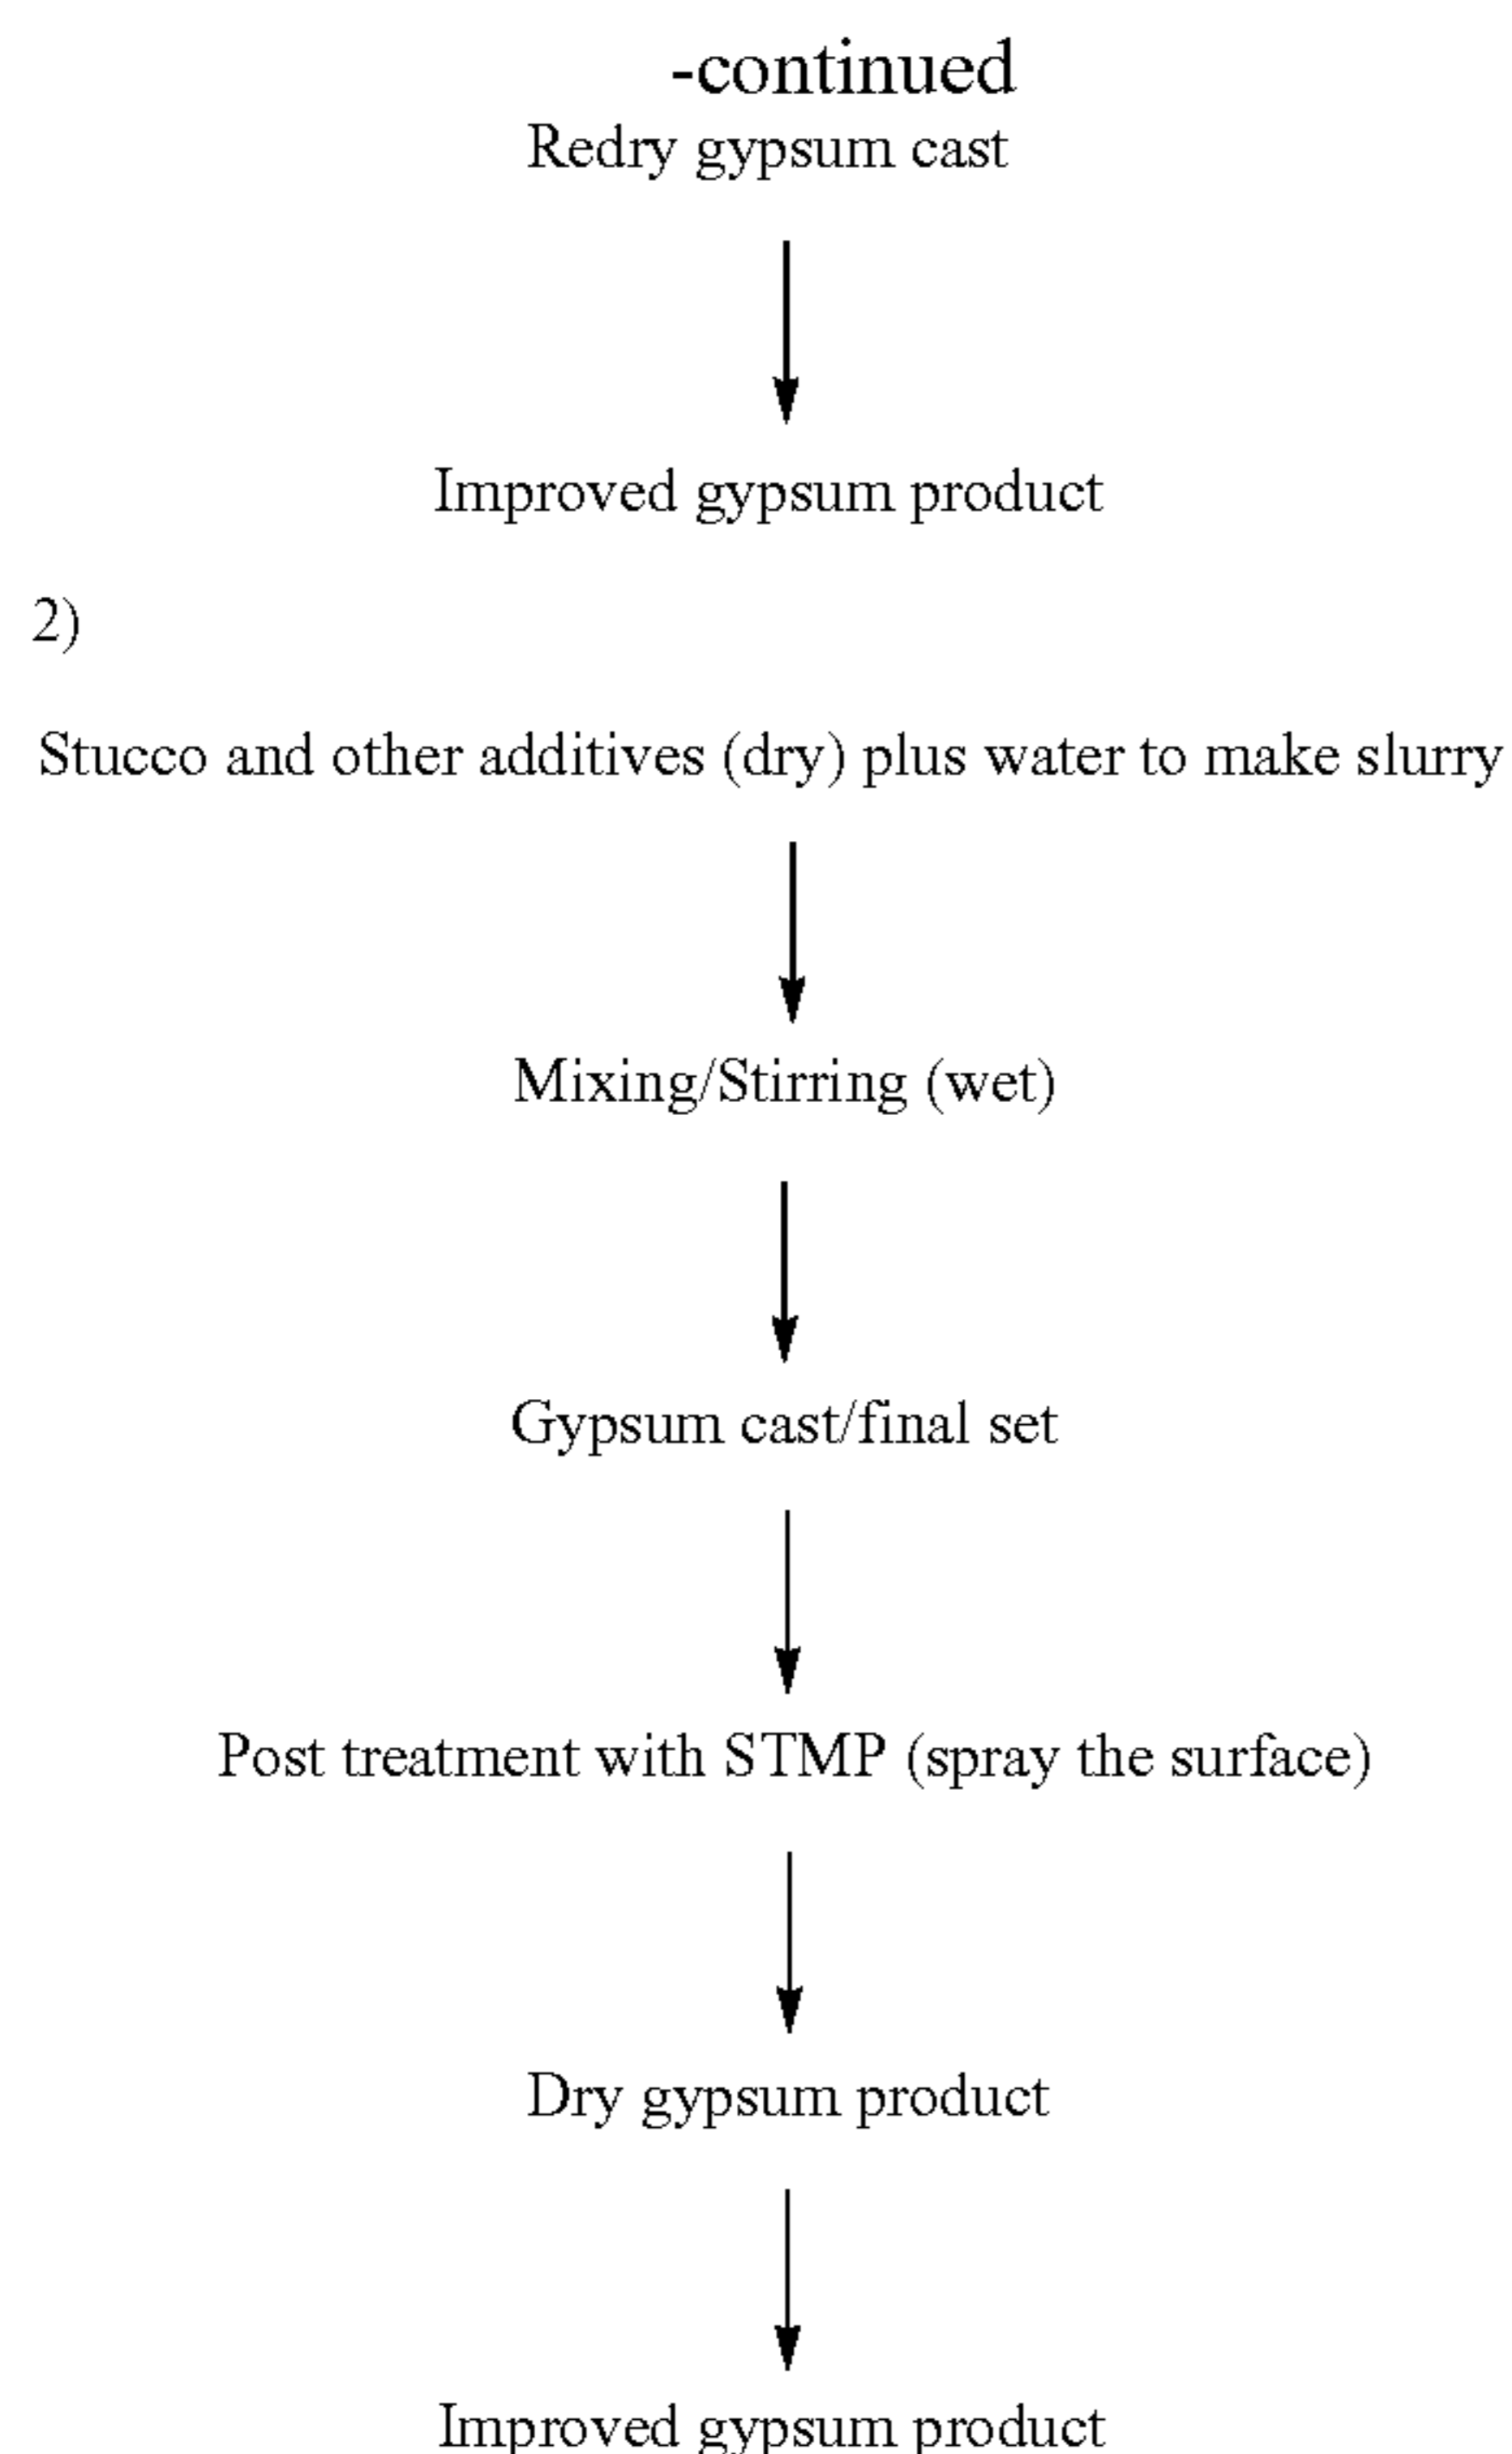 -continued
Redry gypsum cast
Improved gypsum product
2)
Stucco and other additives (dry) plus water to make slurry
Mixing/Stirring (wet)
Gypsum cast/final set
Post treatment with STMP (spray the surface)
Dry gypsum product
Improved gypsum product